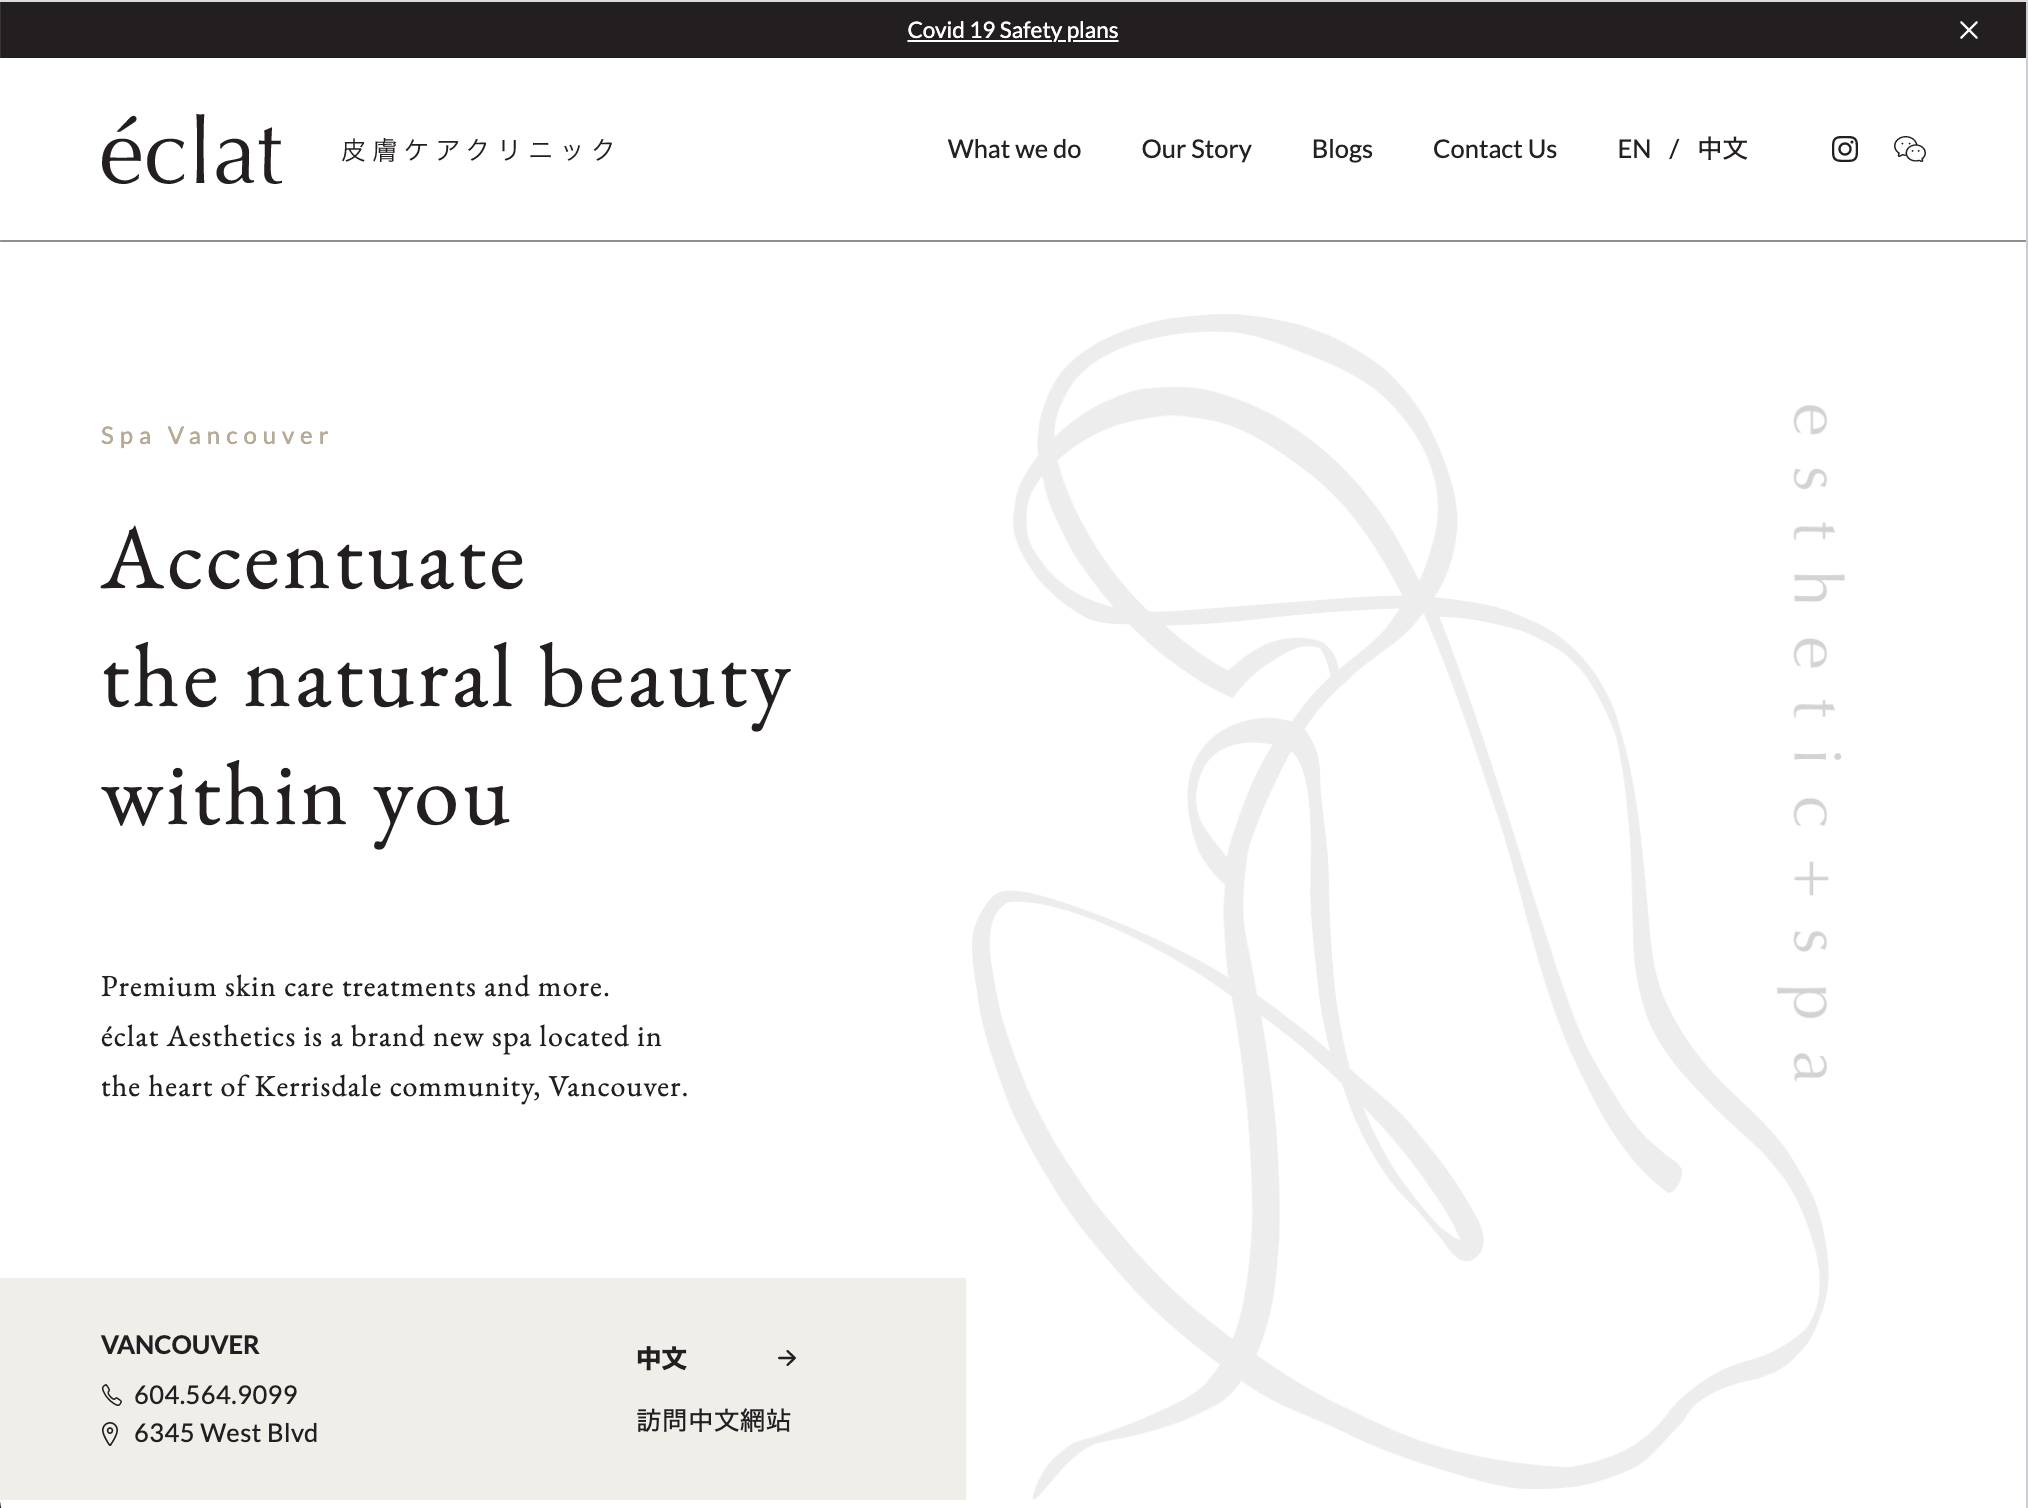 Covid 19 Safety plans
éclat
皮膚ケアクリニック
What we do
Our Story
Blogs
Contact Us
EN / 中文
Spa Vancouver
Accentuate
the natural beauty
within you
Premium skin care treatments and more.
éclat Aesthetics is a brand new spa located in
the heart of Kerrisdale community, Vancouver.
esthetic+spa
VANCOUVER
604.564.9099
6345 West Blvd
中文
訪問中文網站